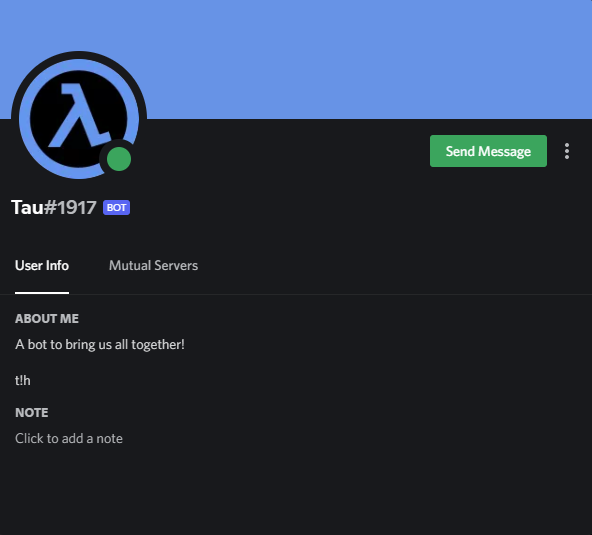 Send Message
Tau#1917 BOT
User Info Mutual Servers
ABOUT ME
A bot to bring us all together!
t!h
NOTE
Click to add a note